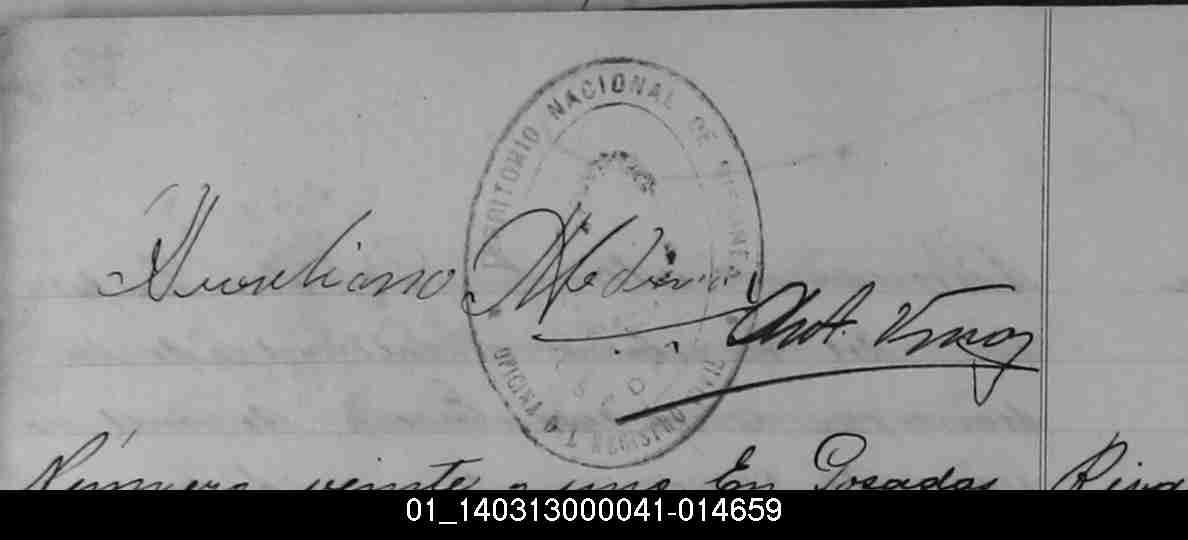 TERRITORIO NACIONAL DE MISIONES
Aureliano Medina
Ant. 
OFICINA DEL REGISTRO CIVIL
Número veinte y uno En Posadas
Riva
01_140313000041-014659